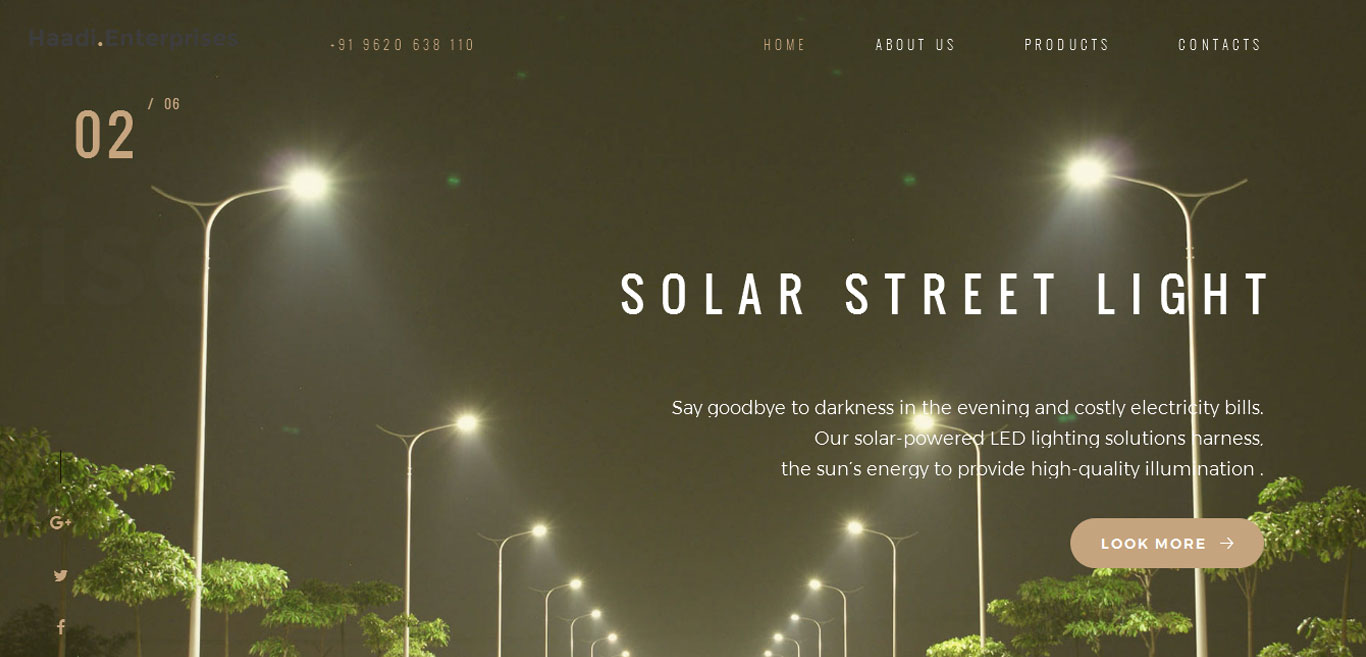 Haadi.Enterprises
+91 9620 638 110
HOME
ABOUT US
PRODUCTS
CONTACTS
02 / 06
SOLAR STREET LIGHT
Say goodbye to darkness in the evening and costly electricity bills.
Our solar-powered LED lighting solutions harness,
the sun's energy to provide high-quality illumination .
G+
LOOK MORE →